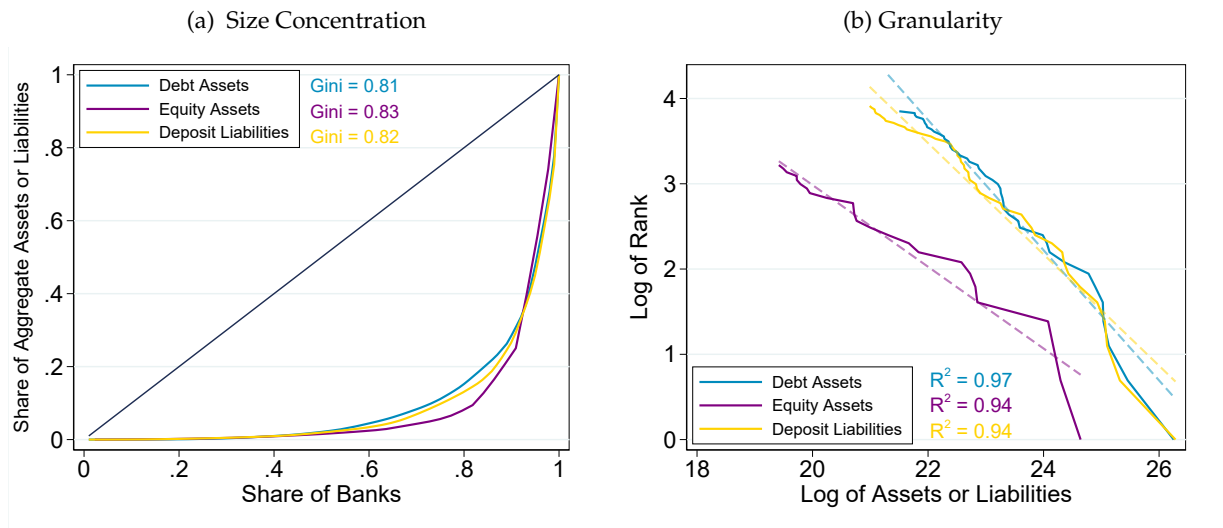 (a) Size Concentration
Share of Aggregate Assets or Liabilities
1
.8
.6
.4
.2
0
Debt Assets
Equity Assets
Deposit Liabilities
Gini = 0.81
Gini = 0.83
Gini = 0.82
0 .2 .4 .6 .8 1
Share of Banks
(b) Granularity
Log of Rank
4
3
2
1
0
Debt Assets
Equity Assets
Deposit Liabilities
R² = 0.97
R² = 0.94
R² = 0.94
18 20 22 24 26
Log of Assets or Liabilities